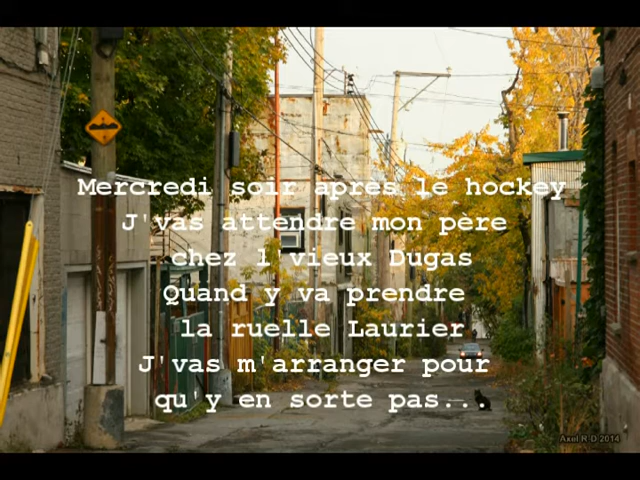 Mercredi soir après le hockey
J'vas attendre mon père
chez l'vieux Dugas
Quand y va prendre
la ruelle Laurier
J'vas m'arranger pour
qu'y en sorte pas...
Axel R-D 2014